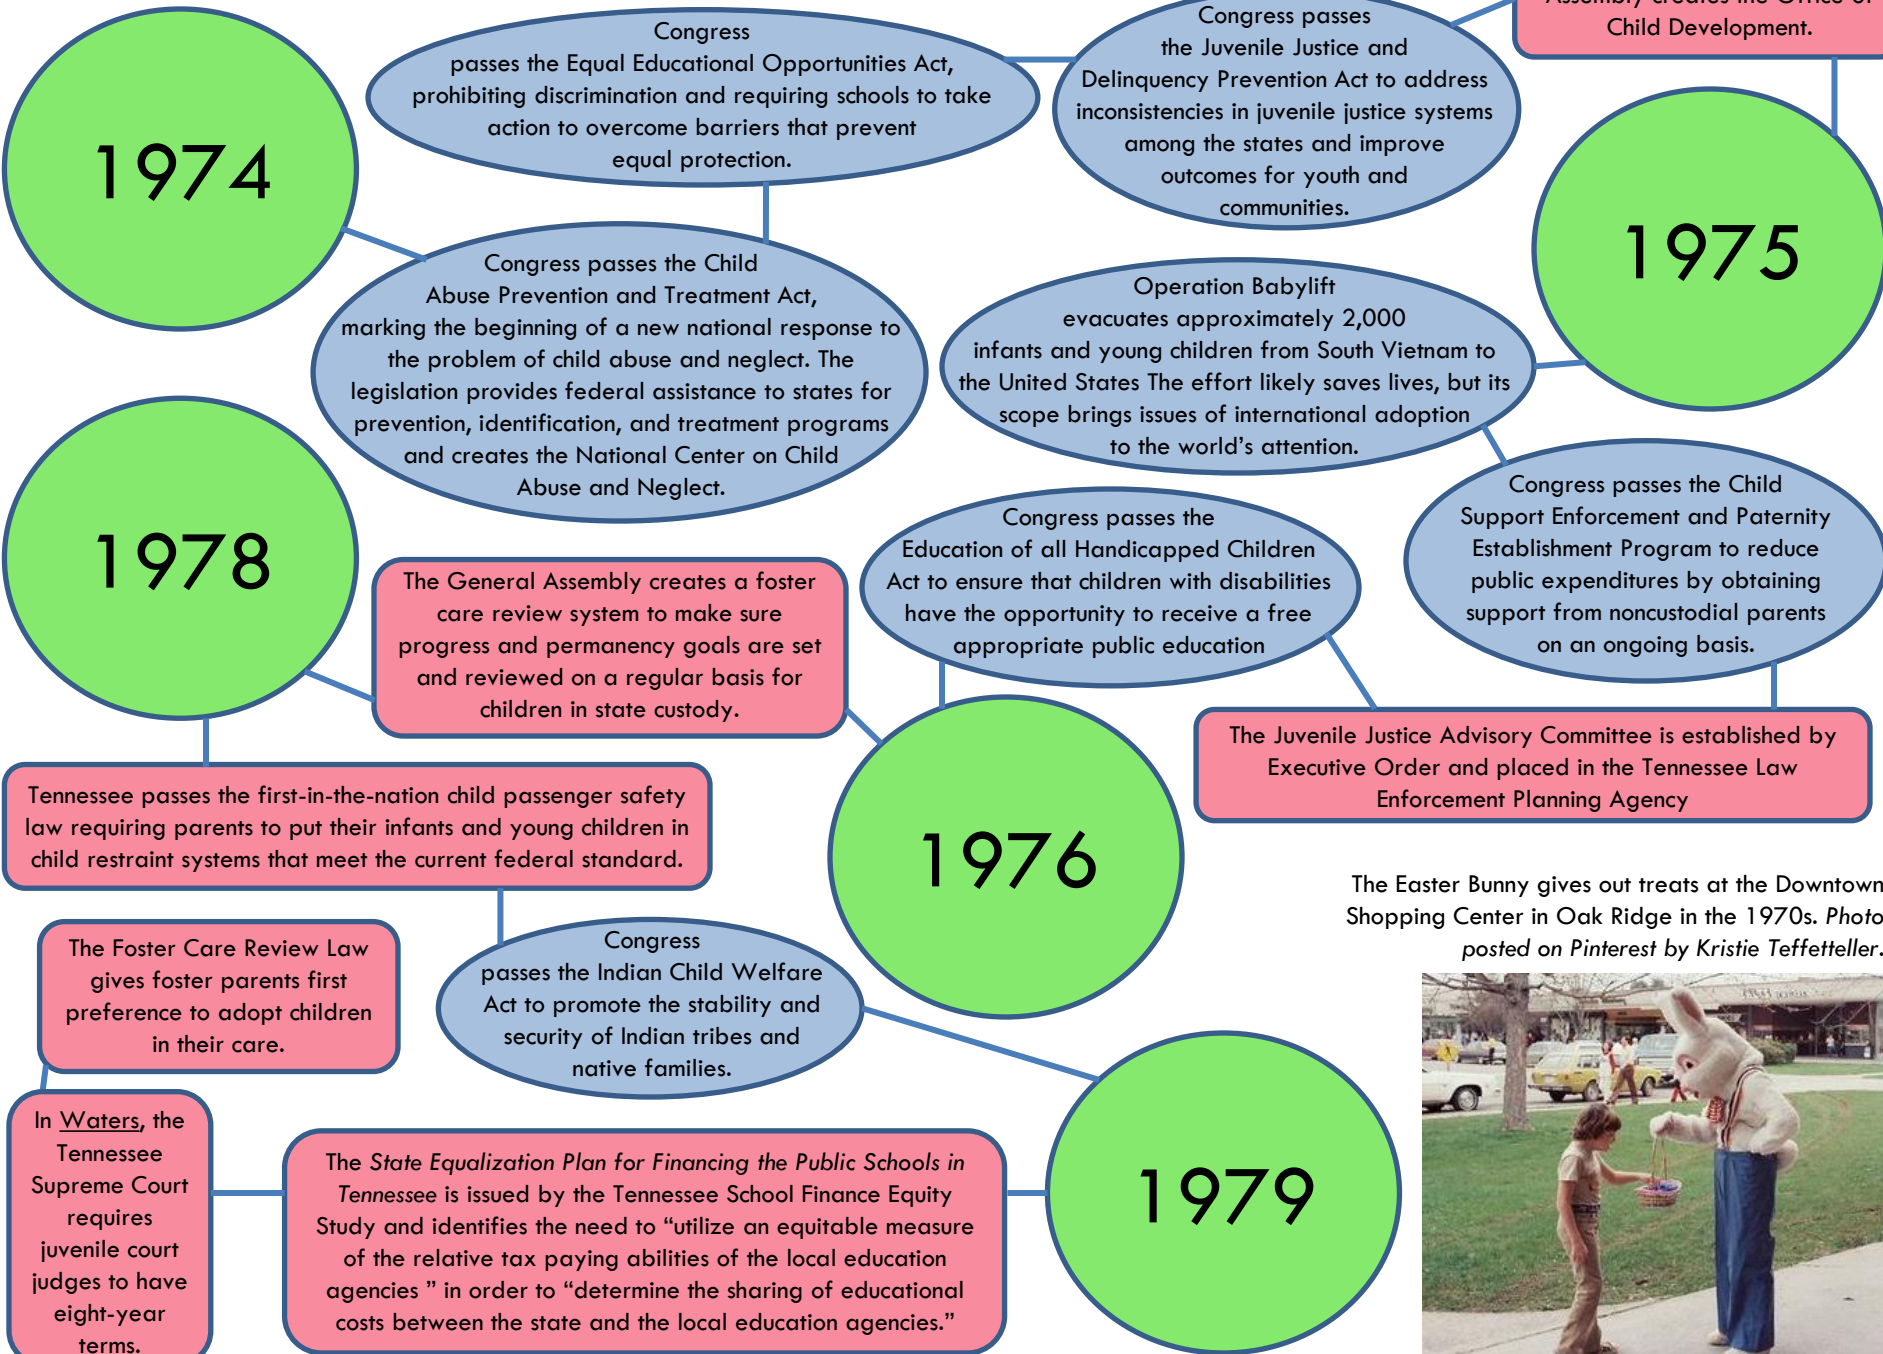 1974
Congress
passes the Equal Educational Opportunities Act,
prohibiting discrimination and requiring schools to take
action to overcome barriers that prevent
equal protection.
Congress passes
the Juvenile Justice and
Delinquency Prevention Act to address
inconsistencies in juvenile justice systems
among the states and improve
outcomes for youth and
communities.
Assembly creates the Office of
Child Development.
1975
Congress passes the Child
Abuse Prevention and Treatment Act,
marking the beginning of a new national response to
the problem of child abuse and neglect. The
legislation provides federal assistance to states for
prevention, identification, and treatment programs
and creates the National Center on Child
Abuse and Neglect.
Operation Babylift
evacuates approximately 2,000
infants and young children from South Vietnam to
the United States The effort likely saves lives, but its
scope brings issues of international adoption
to the world's attention.
Congress passes the Child
Support Enforcement and Paternity
Establishment Program to reduce
public expenditures by obtaining
support from noncustodial parents
on an ongoing basis.
1978
The General Assembly creates a foster
care review system to make sure
progress and permanency goals are set
and reviewed on a regular basis for
children in state custody.
Congress passes the
Education of all Handicapped Children
Act to ensure that children with disabilities
have the opportunity to receive a free
appropriate public education
The Juvenile Justice Advisory Committee is established by
Executive Order and placed in the Tennessee Law
Enforcement Planning Agency
Tennessee passes the first-in-the-nation child passenger safety
law requiring parents to put their infants and young children in
child restraint systems that meet the current federal standard.
1976
The Easter Bunny gives out treats at the Downtown
Shopping Center in Oak Ridge in the 1970s. Photo
posted on Pinterest by Kristie Teffetteller.
The Foster Care Review Law
gives foster parents first
preference to adopt children
in their care.
Congress
passes the Indian Child Welfare
Act to promote the stability and
security of Indian tribes and
native families.
In Waters, the
Tennessee
Supreme Court
requires
juvenile court
judges to have
eight-year
terms.
The State Equalization Plan for Financing the Public Schools in
Tennessee is issued by the Tennessee School Finance Equity
Study and identifies the need to “utilize an equitable measure
of the relative tax paying abilities of the local education
agencies ” in order to “determine the sharing of educational
costs between the state and the local education agencies.”
1979